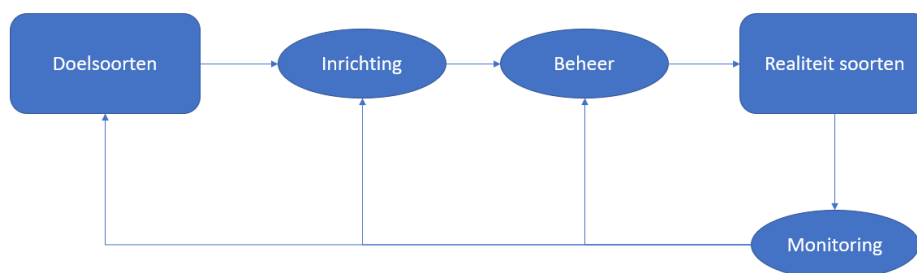 Doelsoorten
Inrichting
Beheer
Realiteit soorten
Monitoring